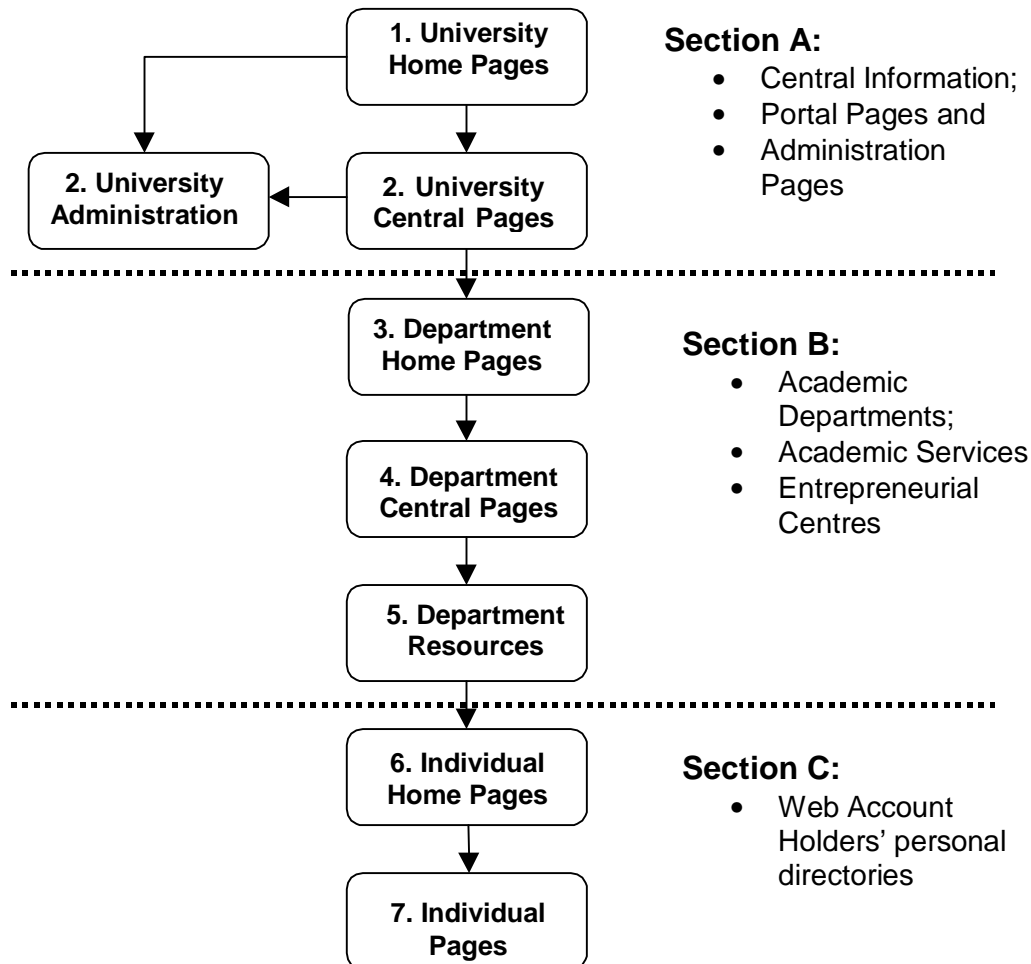 1. University
Home Pages
Section A:
• Central Information;
• Portal Pages and
• Administration
Pages
2. University
Administration
2. University
Central Pages
3. Department
Home Pages
Section B:
• Academic
Departments;
• Academic Services
• Entrepreneurial
Centres
4. Department
Central Pages
5. Department
Resources
6. Individual
Home Pages
Section C:
• Web Account
Holders’ personal
directories
7. Individual
Pages